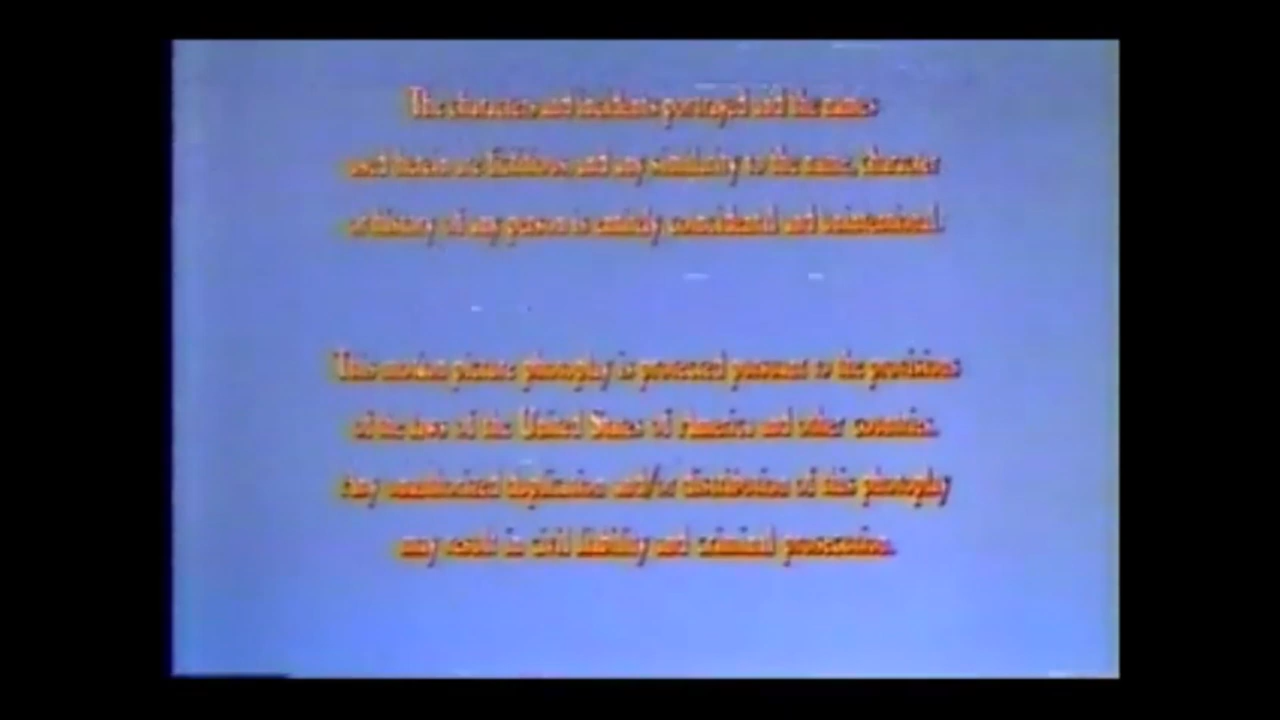 The characters and incidents portrayed and the names
used herein are fictitious, and any similarity to the name, character
or history of any person is entirely coincidental and unintentional.
This motion picture photoplay is protected pursuant to the provisions
of the laws of the United States of America and other countries.
Any unauthorized duplication and/or distribution of this photoplay
may result in civil liability and criminal prosecution.